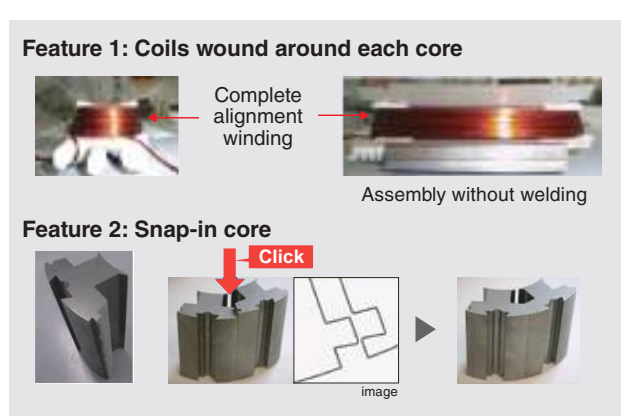 Feature 1: Coils wound around each core
Complete
alignment
winding
Assembly without welding
Feature 2: Snap-in core
Click
image